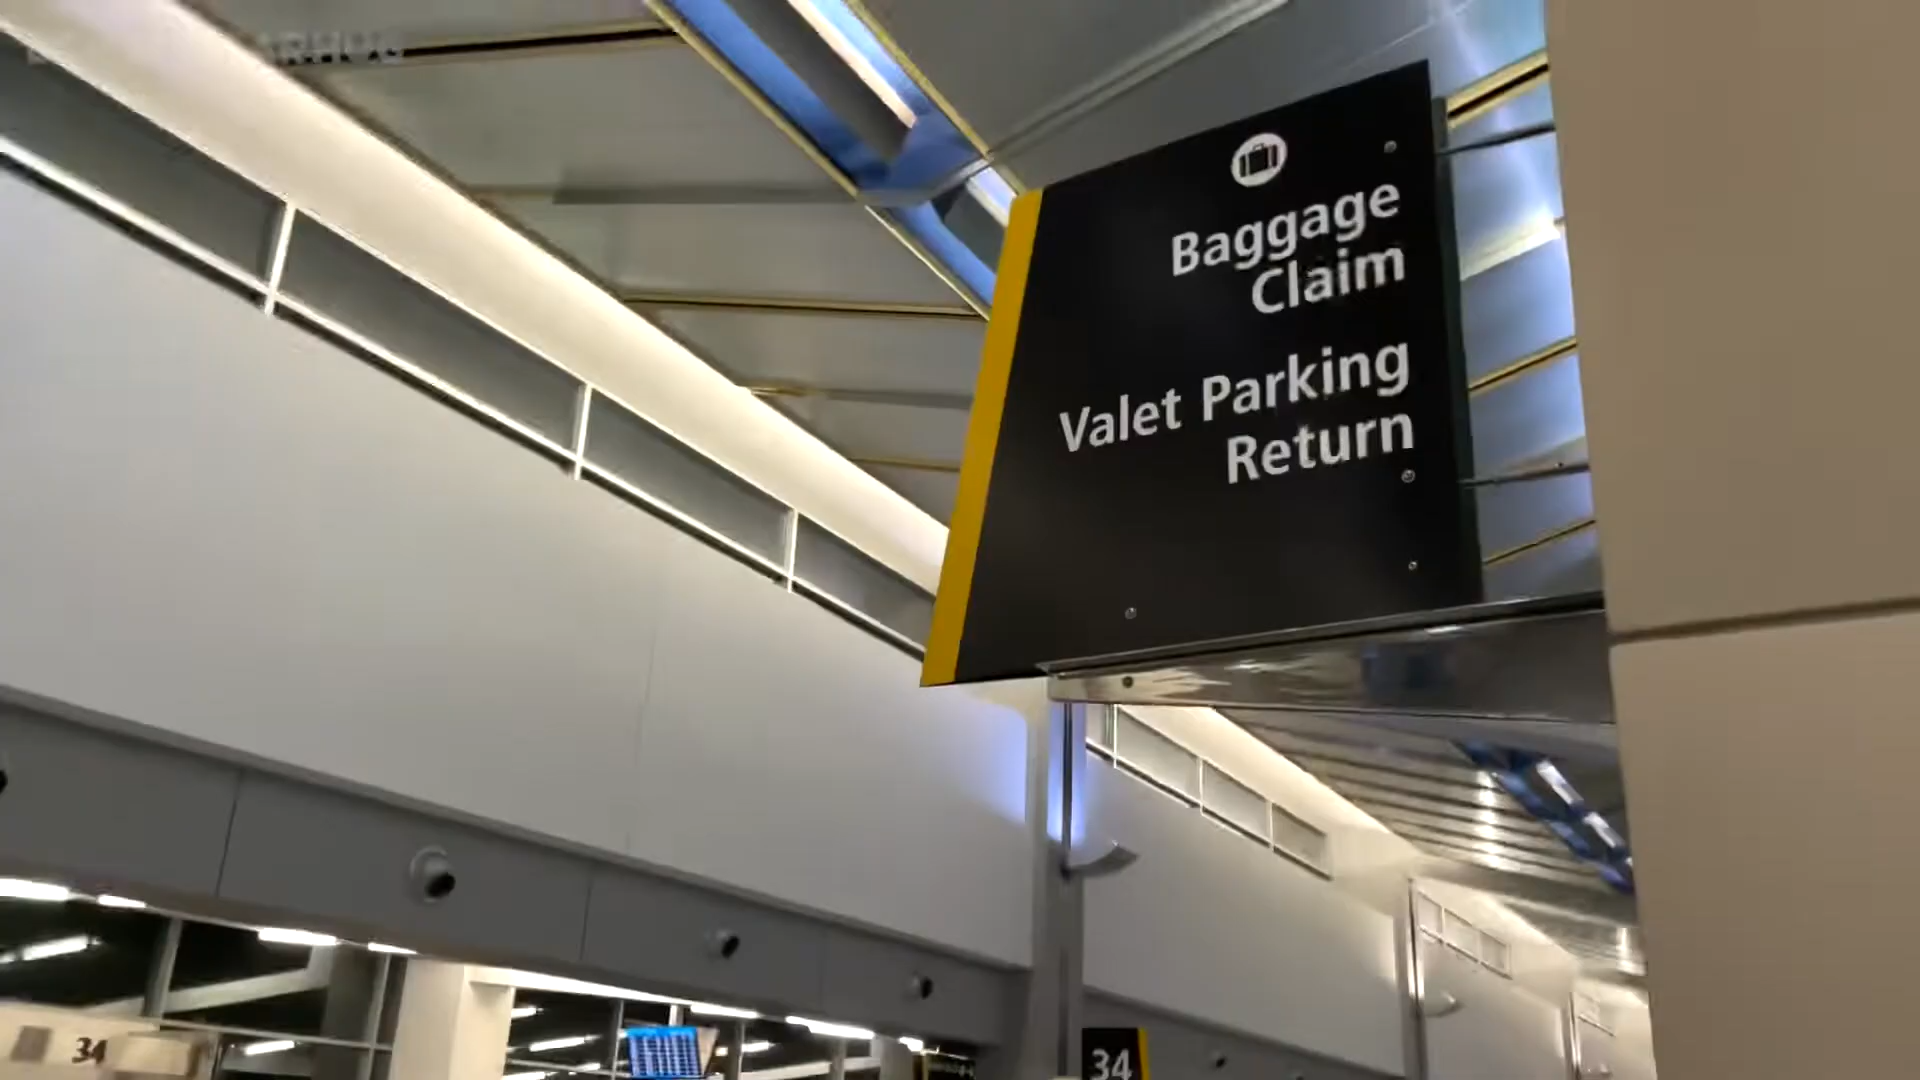 Baggage
Claim
Valet Parking
Return
34
34